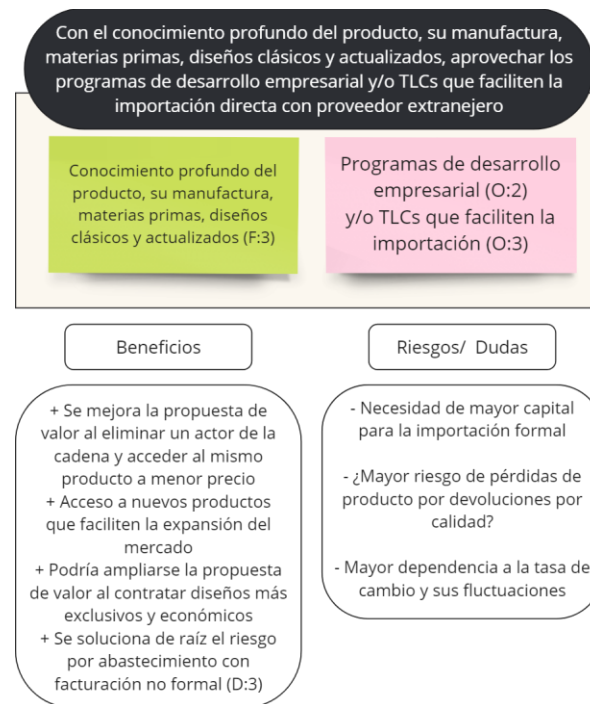 Con el conocimiento profundo del producto, su manufactura,
materias primas, diseños clásicos y actualizados, aprovechar los
programas de desarrollo empresarial y/o TLCs que faciliten la
importación directa con proveedor extranejero
Conocimiento profundo del
producto, su manufactura,
materias primas, diseños
clásicos y actualizados (F:3)
Programas de desarrollo
empresarial (O:2)
y/o TLCs que faciliten la
importación (O:3)
Beneficios
+ Se mejora la propuesta de
valor al eliminar un actor de la
cadena y acceder al mismo
producto a menor precio
+ Acceso a nuevos productos
que faciliten la expansión del
mercado
+ Podría ampliarse la propuesta
de valor al contratar diseños más
exclusivos y económicos
+ Se soluciona de raíz el riesgo
por abastecimiento con
facturación no formal (D:3)
Riesgos/ Dudas
- Necesidad de mayor capital
para la importación formal
- ¿Mayor riesgo de pérdidas de
producto por devoluciones por
calidad?
- Mayor dependencia a la tasa de
cambio y sus fluctuaciones